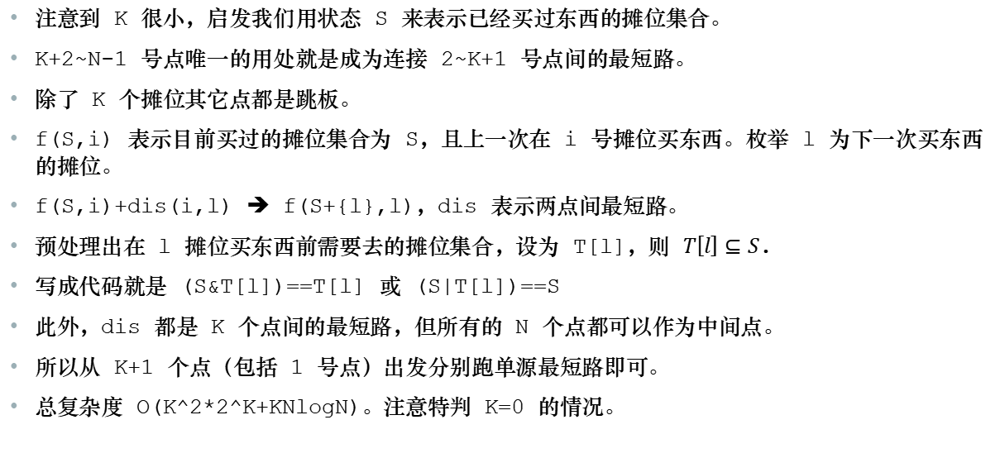 • 注意到 K 很小，启发我们用状态 S 来表示已经买过东西的摊位集合。
• K+2~N-1 号点唯一的用处就是成为连接 2~K+1 号点间的最短路。
• 除了 K 个摊位其它点都是跳板。
• f(S,i) 表示目前买过的摊位集合为 S，且上一次在 i 号摊位买东西。枚举 l 为下一次买东西
的摊位。
• f(S,i)+dis(i,l) ➔ f(S+{l},l)，dis 表示两点间最短路。
• 预处理出在 l 摊位买东西前需要去的摊位集合，设为 T[l]，则 T[l] ⊆ S.
• 写成代码就是 (S&T[l])==T[l] 或 (S|T[l])==S
• 此外，dis 都是 K 个点间的最短路，但所有的 N 个点都可以作为中间点。
• 所以从 K+1 个点（包括 1 号点）出发分别跑单源最短路即可。
• 总复杂度 O(K^2*2^K+KNlogN)。注意特判 K=0 的情况。